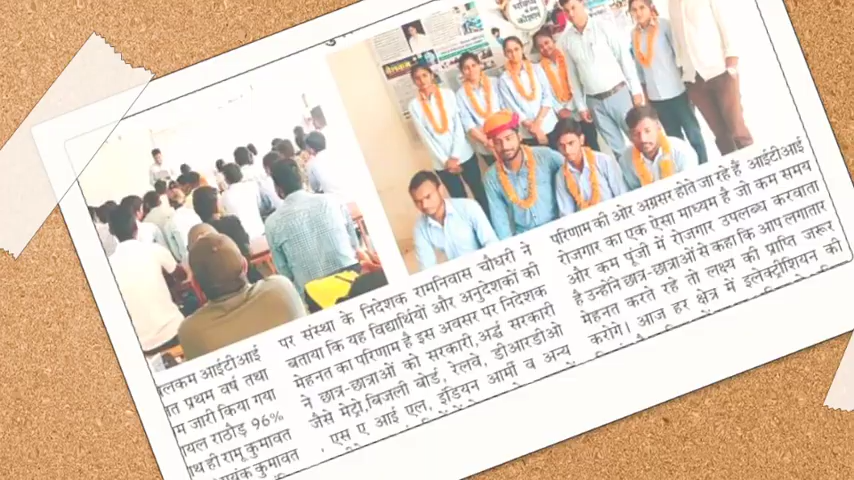 लकम आईटीआई
प्रथम वर्ष तथा
जारी किया गया
राठौड़ 96%
ही रामू कुमावत
कुमावत
पर संस्था के निदेशक रामनिवास चौधरी ने
बताया कि यह विद्यार्थियों और अनुदेशकों की
मेहनत का परिणाम है इस अवसर पर निदेशक
ने छात्र-छात्राओं को सरकारी,अर्द्ध सरकारी
जैसे मेट्रो,बिजली बोर्ड, रेलवे, डीआरडीओ
एस ए आई एल, इंडियन आर्मी व अन्य
परिणाम की ओर अग्रसर होते जा रहे हैं आईटीआई
रोजगार का एक ऐसा माध्यम है जो कम समय
और कम पूंजी में रोजगार उपलब्ध करवाता
है उन्होंने छात्र-छात्राओं से कहा कि आप लगातार
मेहनत करते रहे तो लक्ष्य की प्राप्ति जरूर
करोगे। आज हर क्षेत्र में इलेक्ट्रीशियन की